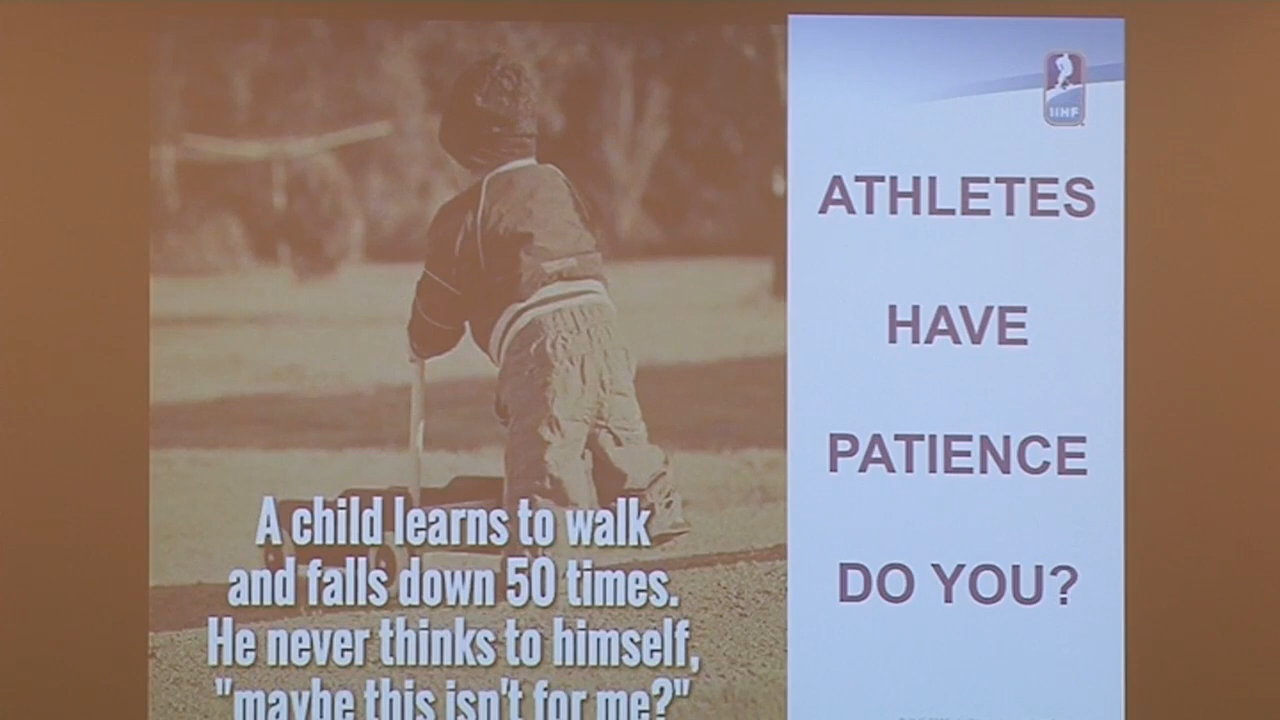 A child learns to walk
and falls down 50 times.
He never thinks to himself,
"maybe this isn't for me?"
IIHF
ATHLETES
HAVE
PATIENCE
DO YOU?